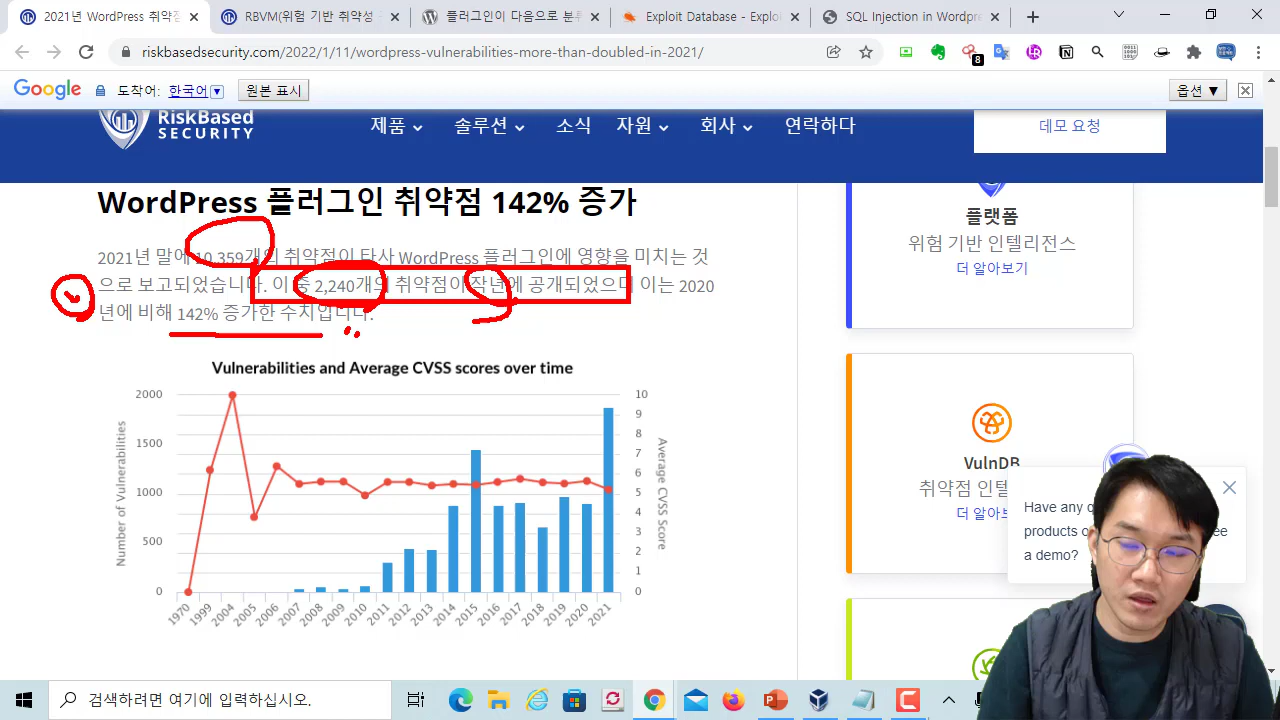 2021년 WordPress 취약점
RBVM(위험 기반 취약성
플러그인이 다음으로 분류
Exploit Database - Exploi
SQL Injection in Wordpre
riskbasedsecurity.com/2022/1/11/wordpress-vulnerabilities-more-than-doubled-in-2021/
8
Google 도착어: 한국어 원본 표시 옵션 ▼
RiskBased
SECURITY
제품 솔루션 소식 자원 회사 연락하다
데모 요청
WordPress 플러그인 취약점 142% 증가
2021년 말에 10,359개의 취약점이 타사 WordPress 플러그인에 영향을 미치는 것
으로 보고되었습니다. 이 중 2,240개의 취약점이 작년에 공개되었으며 이는 2020
년에 비해 142% 증가한 수치입니다.
플랫폼
위험 기반 인텔리전스
더 알아보기
Vulnerabilities and Average CVSS scores over time
Number of Vulnerabilities
2000
1500
1000
500
0
10
9
8
7
6
5
4
3
2
1
0
Average CVSS Score
1970 1999 2004 2005 2006 2007 2008 2009 2010 2011 2012 2013 2014 2015 2016 2017 2018 2019 2020 2021
VulnDB
취약점 인텔
더 알아보
Have any
products
a demo?
검색하려면 여기에 입력하십시오.